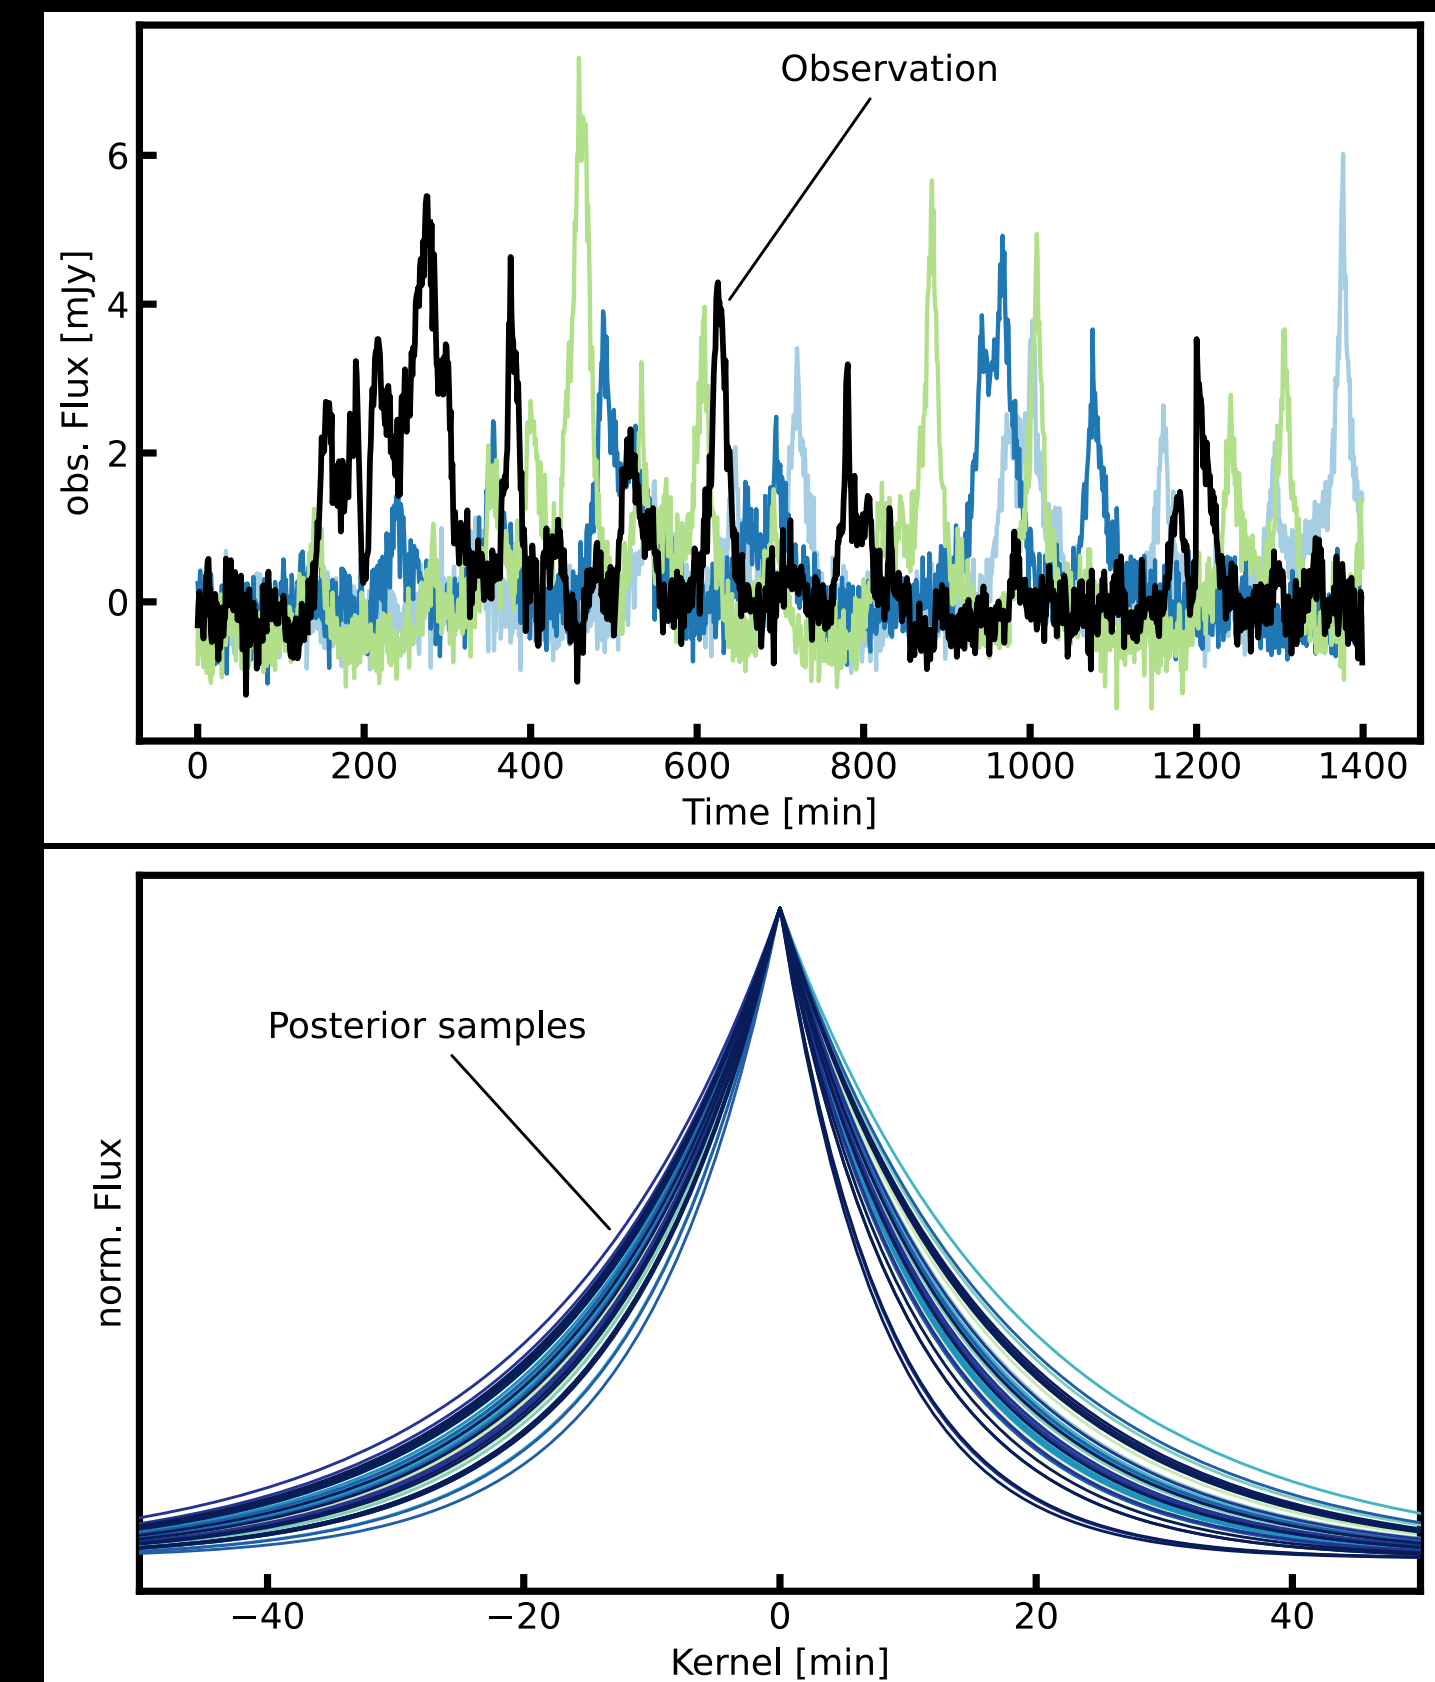 Observation
obs. Flux [mJy]
6
4
2
0
0 200 400 600 800 1000 1200 1400
Time [min]
Posterior samples
norm. Flux
−40 −20 0 20 40
Kernel [min]